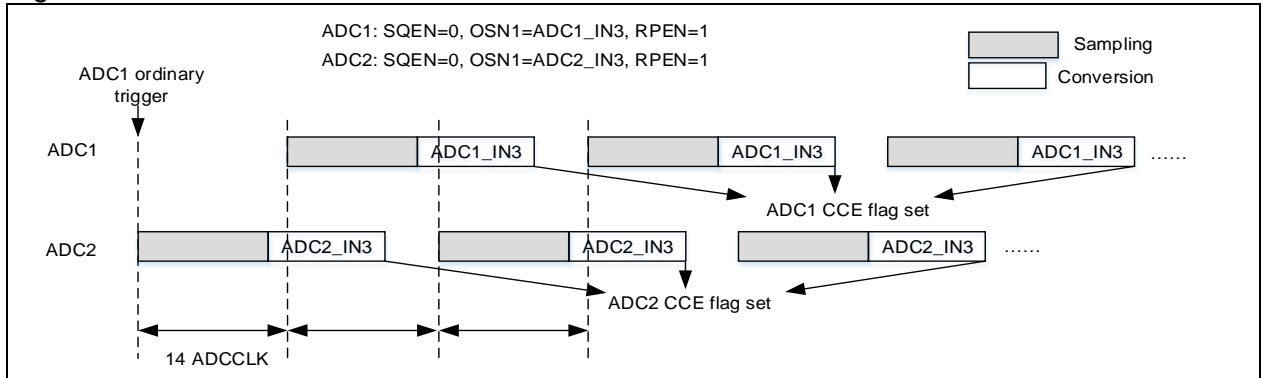 ADC1: SQEN=0, OSN1=ADC1_IN3, RPEN=1
ADC2: SQEN=0, OSN1=ADC2_IN3, RPEN=1
Sampling
Conversion
ADC1 ordinary
trigger
ADC1
ADC1_IN3
ADC1_IN3
ADC1_IN3
......
ADC1 CCE flag set
ADC2
ADC2_IN3
ADC2_IN3
ADC2_IN3
......
ADC2 CCE flag set
14 ADCCLK